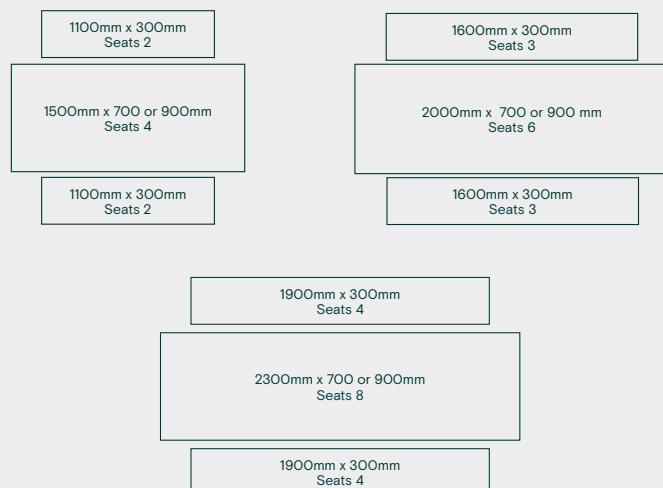 1100mm x 300mm
Seats 2
1500mm x 700 or 900mm
Seats 4
1100mm x 300mm
Seats 2
1600mm x 300mm
Seats 3
2000mm x  700 or 900 mm
Seats 6
1600mm x 300mm
Seats 3
1900mm x 300mm
Seats 4
2300mm x 700 or 900mm
Seats 8
1900mm x 300mm
Seats 4